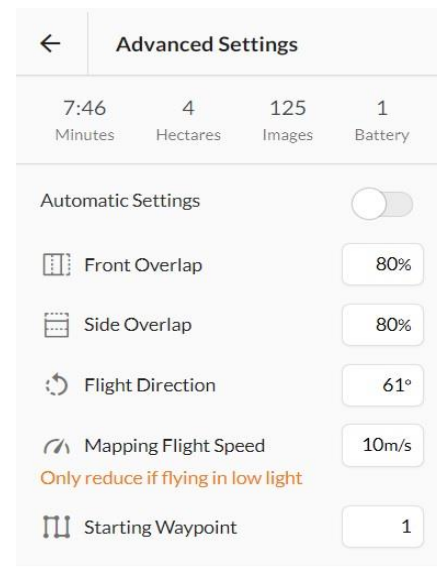 Advanced Settings
7:46 4 125 1
Minutes Hectares Images Battery
Automatic Settings
Front Overlap 80%
Side Overlap 80%
Flight Direction 61°
Mapping Flight Speed 10m/s
Only reduce if flying in low light
Starting Waypoint 1